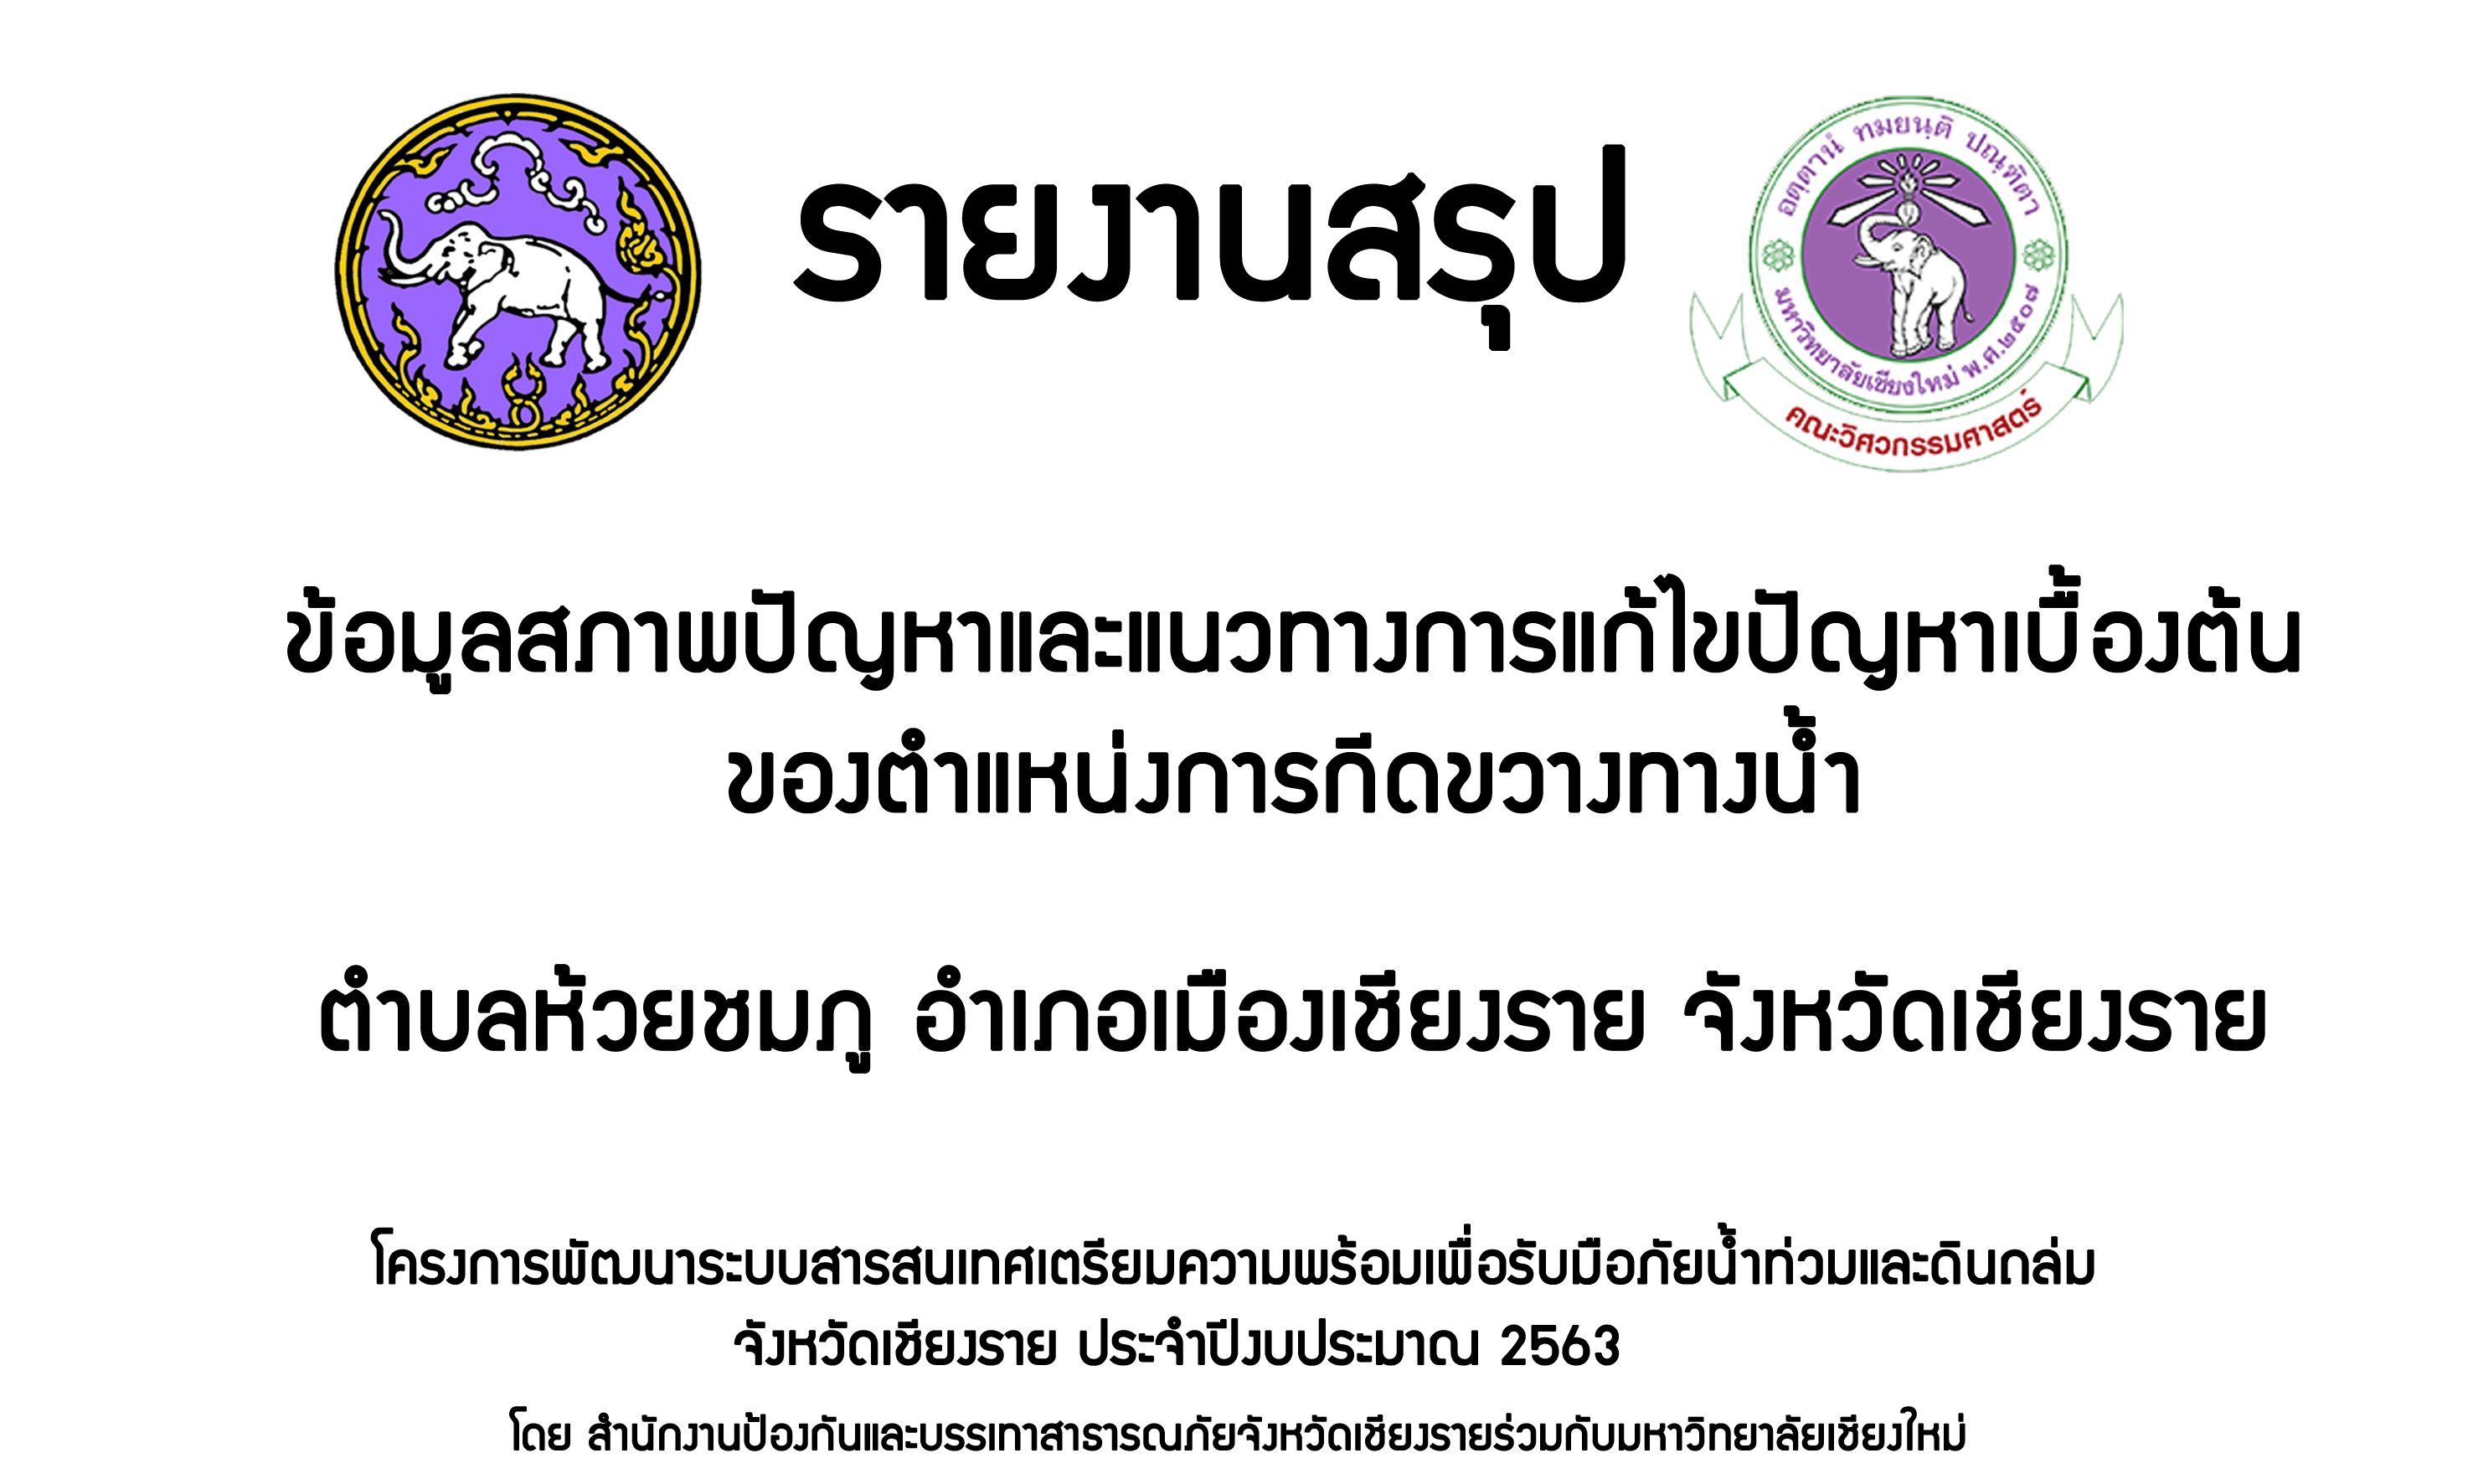 รายงานสรุป
อตฺตานํ ทมยนฺติ ปณฺฑิตา
มหาวิทยาลัยเชียงใหม่ พ.ศ.๒๕๐๗
คณะวิศวกรรมศาสตร์
ข้อมูลสภาพปัญหาและแนวทางการแก้ไขปัญหาเบื้องต้น
ของตำแหน่งการกีดขวางทางน้ำ
ตำบลห้วยชมภู อำเภอเมืองเชียงราย จังหวัดเชียงราย
โครงการพัฒนาระบบสารสนเทศเตรียมความพร้อมเพื่อรับมือภัยน้ำท่วมและดินถล่ม
จังหวัดเชียงราย ประจำปีงบประมาณ 2563
โดย สำนักงานป้องกันและบรรเทาสาธารณภัยจังหวัดเชียงรายร่วมกับมหาวิทยาลัยเชียงใหม่